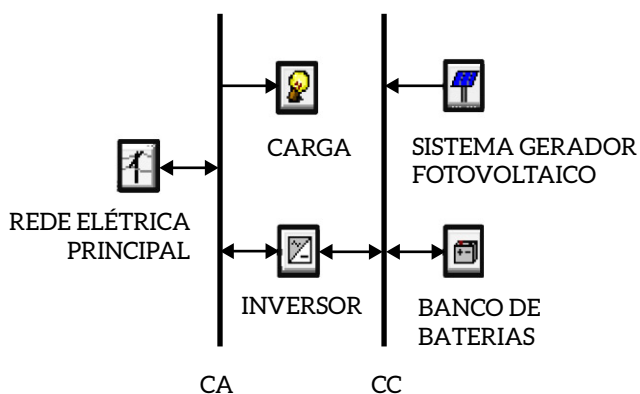 CARGA
SISTEMA GERADOR
FOTOVOLTAICO
REDE ELÉTRICA
PRINCIPAL
INVERSOR
BANCO DE
BATERIAS
CA
CC